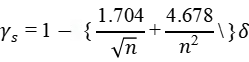 γₛ = 1 − {1.704/√n + 4.678/n² \}δ